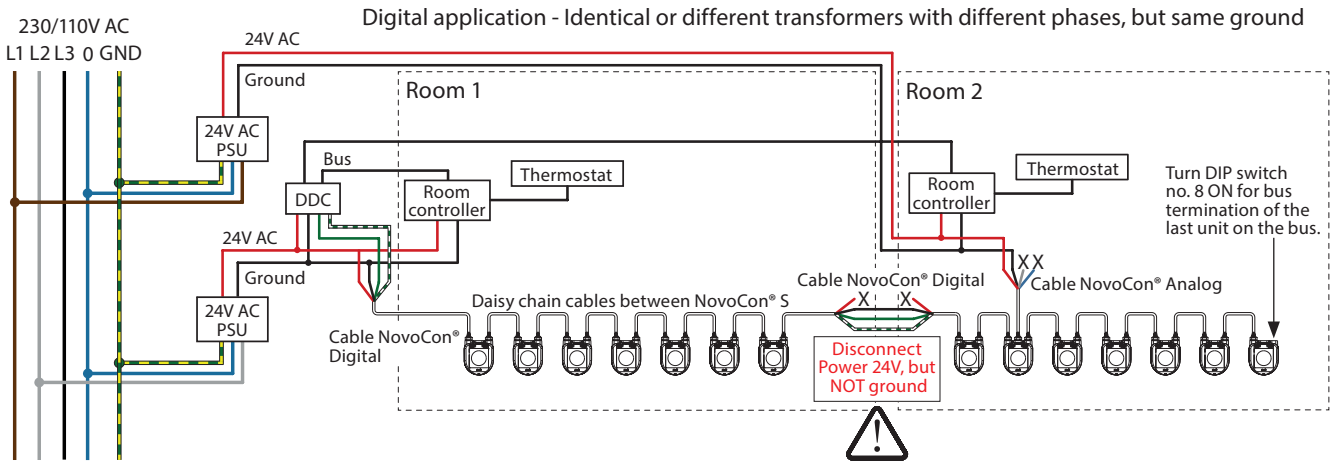 Digital application - Identical or different transformers with different phases, but same ground
230/110V AC
L1 L2 L3 0 GND
24V AC
Ground
24V AC
PSU
Room 1
Room 2
Bus
DDC
Room
controller
Thermostat
Room
controller
Thermostat
Turn DIP switch
no. 8 ON for bus
termination of the
last unit on the bus.
24V AC
Ground
24V AC
PSU
Cable NovoCon®
Digital
Daisy chain cables between NovoCon® S
Cable NovoCon® Digital
X X
X X
Cable NovoCon® Analog
Disconnect
Power 24V, but
NOT ground
!